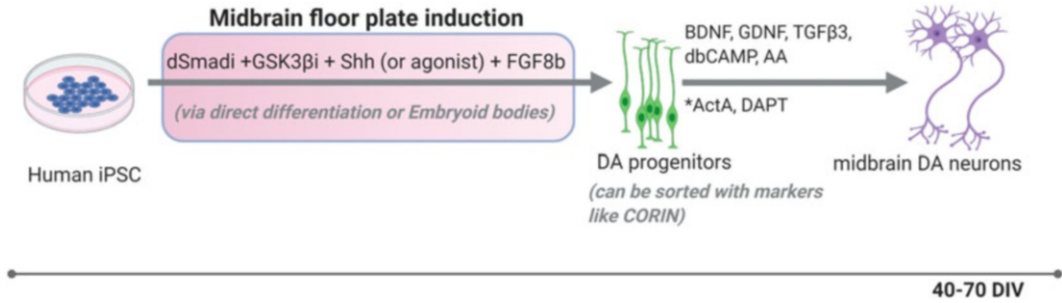 Midbrain floor plate induction
dSmadi +GSK3βi + Shh (or agonist) + FGF8b
(via direct differentiation or Embryoid bodies)
Human iPSC
BDNF, GDNF, TGFβ3,
dbCAMP, AA
*ActA, DAPT
DA progenitors
(can be sorted with markers
like CORIN)
midbrain DA neurons
40-70 DIV